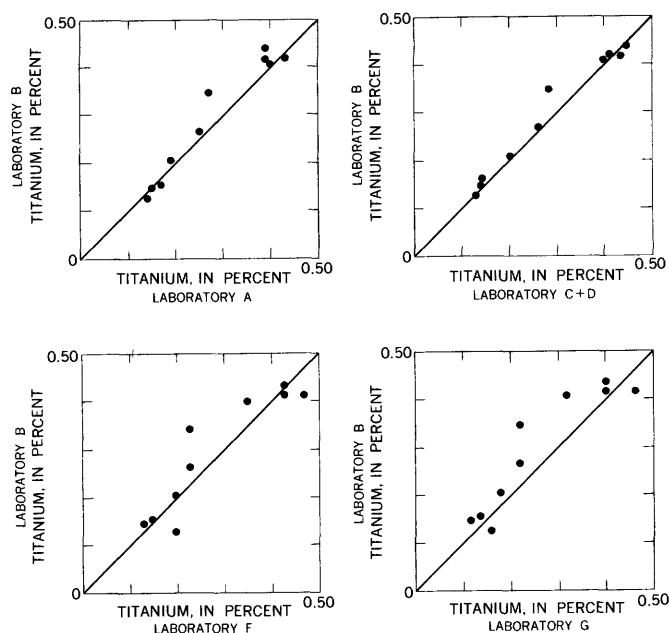 0.50
LABORATORY B
TITANIUM, IN PERCENT
0
0.50
TITANIUM, IN PERCENT
LABORATORY A
0.50
LABORATORY B
TITANIUM, IN PERCENT
0
0.50
TITANIUM, IN PERCENT
LABORATORY C+D
0.50
LABORATORY B
TITANIUM, IN PERCENT
0
0.50
TITANIUM, IN PERCENT
LABORATORY F
0.50
LABORATORY B
TITANIUM, IN PERCENT
0
0.50
TITANIUM, IN PERCENT
LABORATORY G